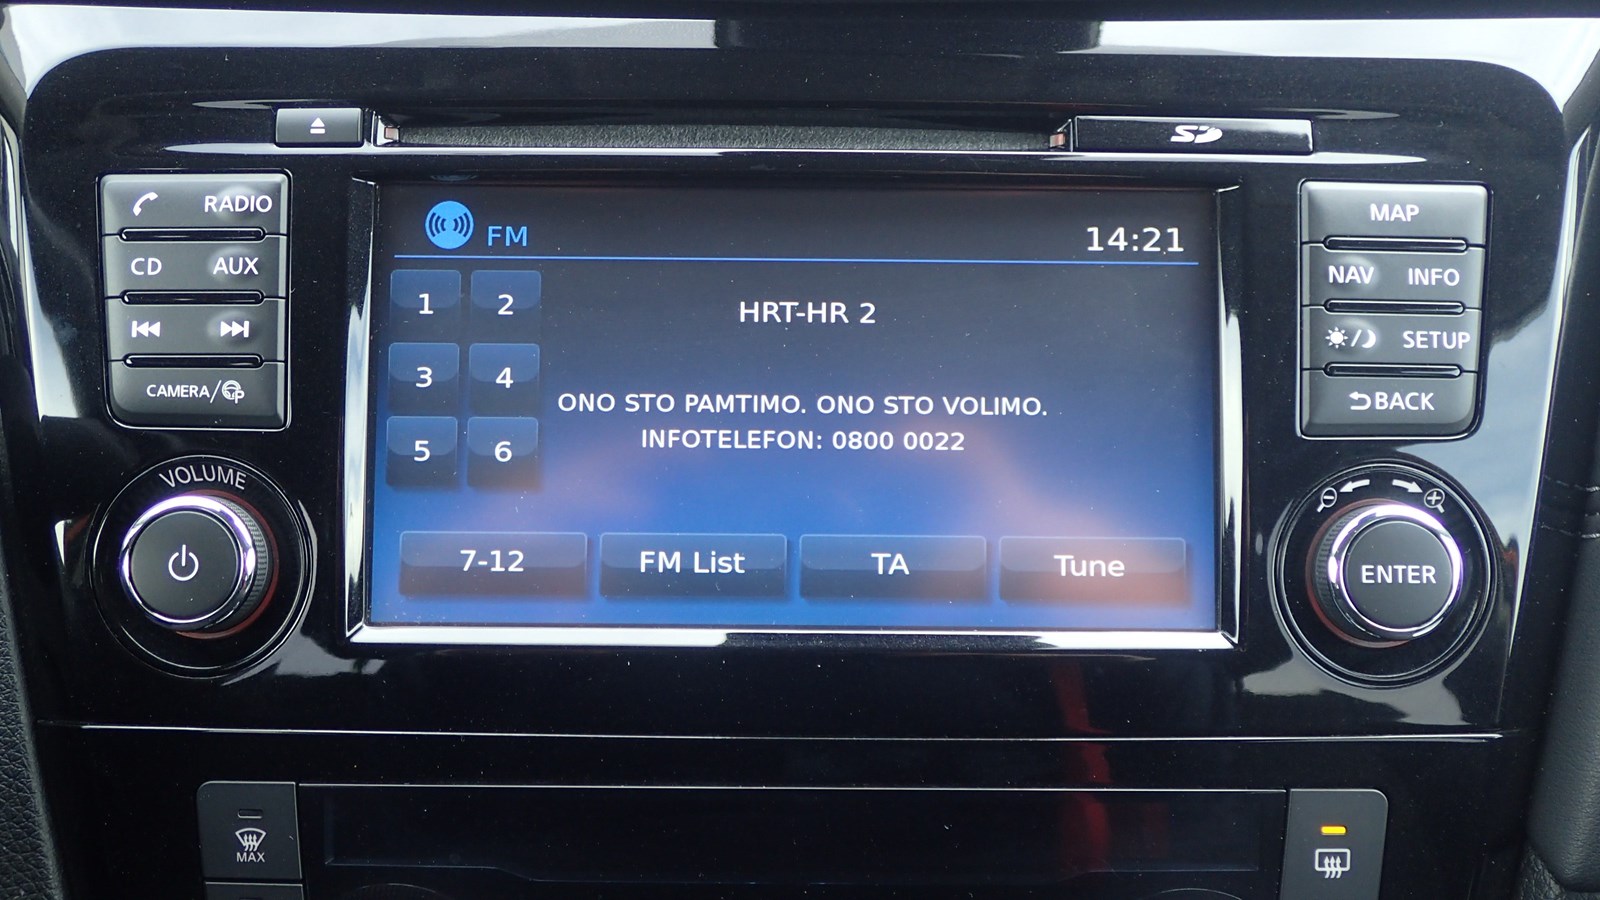 SD
RADIO
CD AUX
CAMERA/
VOLUME
FM 14:21
HRT-HR 2
1 2
3 4
5 6
ONO STO PAMTIMO. ONO STO VOLIMO.
INFOTELEFON: 0800 0022
7-12 FM List TA Tune
MAP
NAV INFO
SETUP
BACK
ENTER
MAX